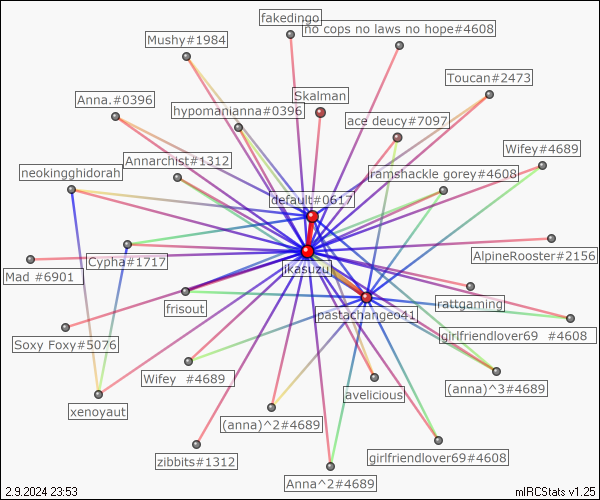 fakedingo
no cops no laws no hope#4608
Mushy#1984
Toucan#2473
Skalman
Anna.#0396
hypomanianna#0396
ace deucy#7097
Wifey#4689
Annarchist#1312
neokingghidorah
ramshackle gorey#4608
default#0617
AlpineRooster#2156
Cypha#1717
jkasuzu
Mad #6901
rattgaming
frisout
pastachangeo41
girlfriendlover69 #4608
Soxy Foxy#5076
Wifey #4689
(anna)^3#4689
avelicious
xenoyaut
(anna)^2#4689
girlfriendlover69#4608
zibbits#1312
Anna^2#4689
2.9.2024 23:53
mIRCStats v1.25